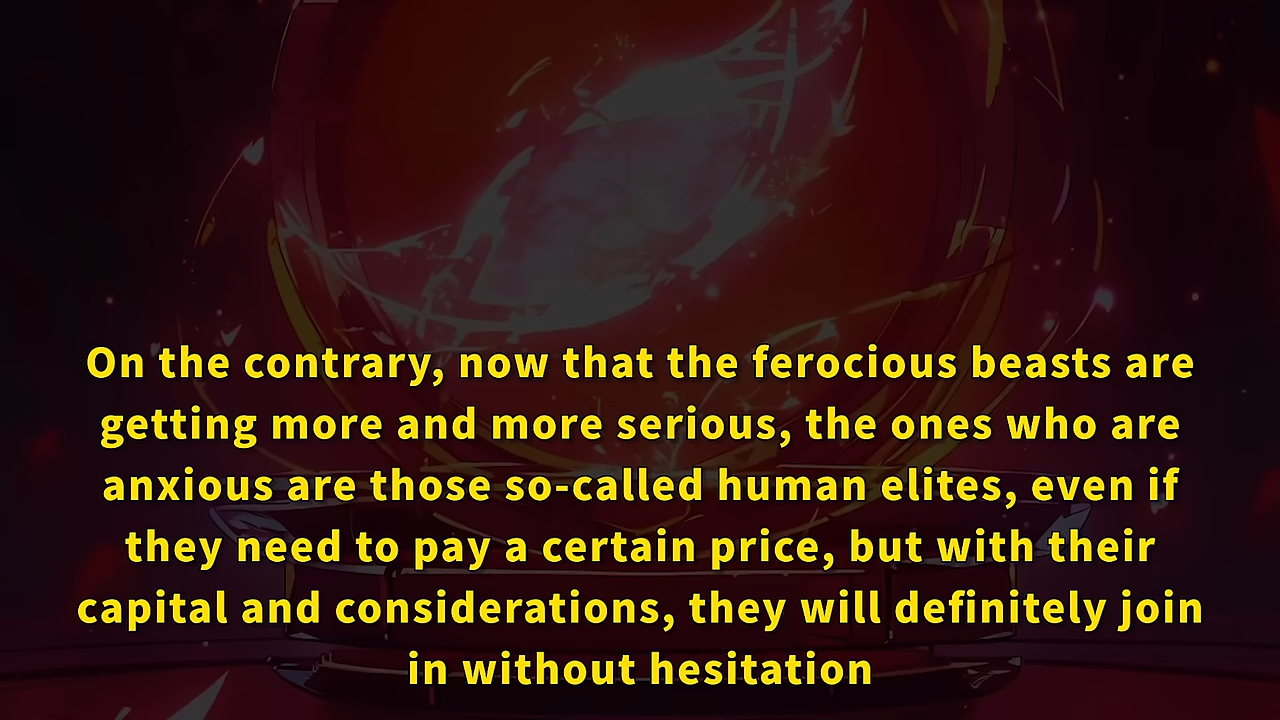 On the contrary, now that the ferocious beasts are
getting more and more serious, the ones who are
anxious are those so-called human elites, even if
they need to pay a certain price, but with their
capital and considerations, they will definitely join
in without hesitation